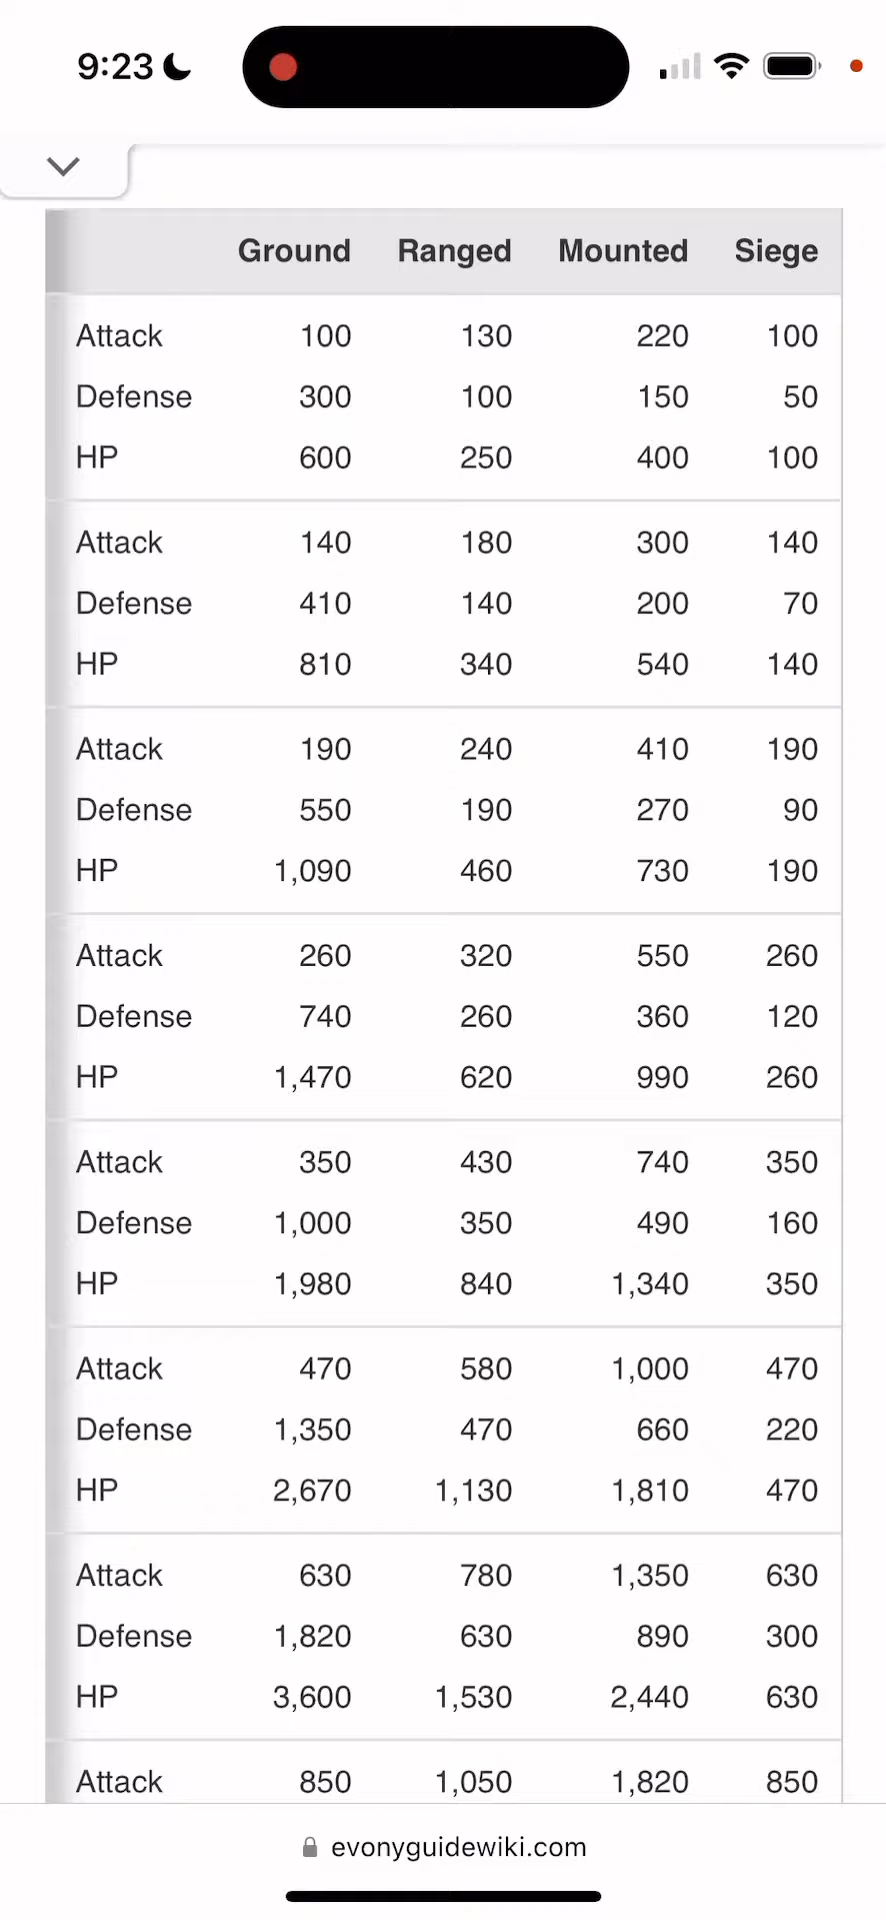 9:23
Ground Ranged Mounted Siege
Attack 100 130 220 100
Defense 300 100 150 50
HP 600 250 400 100
Attack 140 180 300 140
Defense 410 140 200 70
HP 810 340 540 140
Attack 190 240 410 190
Defense 550 190 270 90
HP 1,090 460 730 190
Attack 260 320 550 260
Defense 740 260 360 120
HP 1,470 620 990 260
Attack 350 430 740 350
Defense 1,000 350 490 160
HP 1,980 840 1,340 350
Attack 470 580 1,000 470
Defense 1,350 470 660 220
HP 2,670 1,130 1,810 470
Attack 630 780 1,350 630
Defense 1,820 630 890 300
HP 3,600 1,530 2,440 630
Attack 850 1,050 1,820 850
evonyguidewiki.com